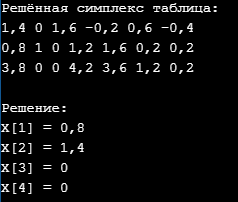 Решённая симплекс таблица:
1,4 0 1,6 -0,2 0,6 -0,4
0,8 1 0 1,2 1,6 0,2 0,2
3,8 0 0 4,2 3,6 1,2 0,2
Решение:
X[1] = 0,8
X[2] = 1,4
X[3] = 0
X[4] = 0